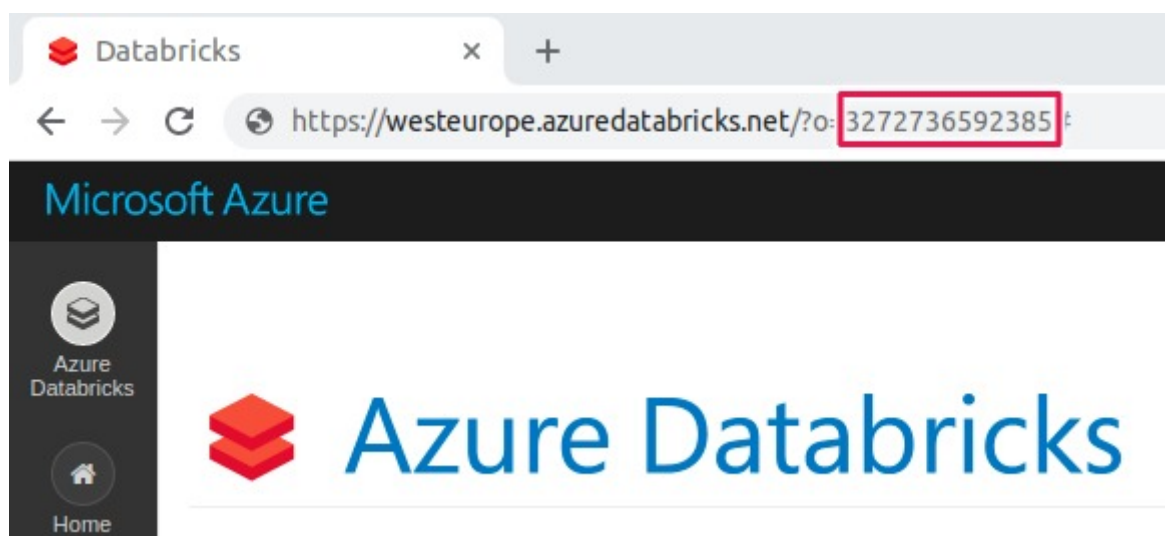 Databricks × +
https://westeurope.azuredatabricks.net/?o=3272736592385#
Microsoft Azure
Azure
Databricks
Azure Databricks
Home